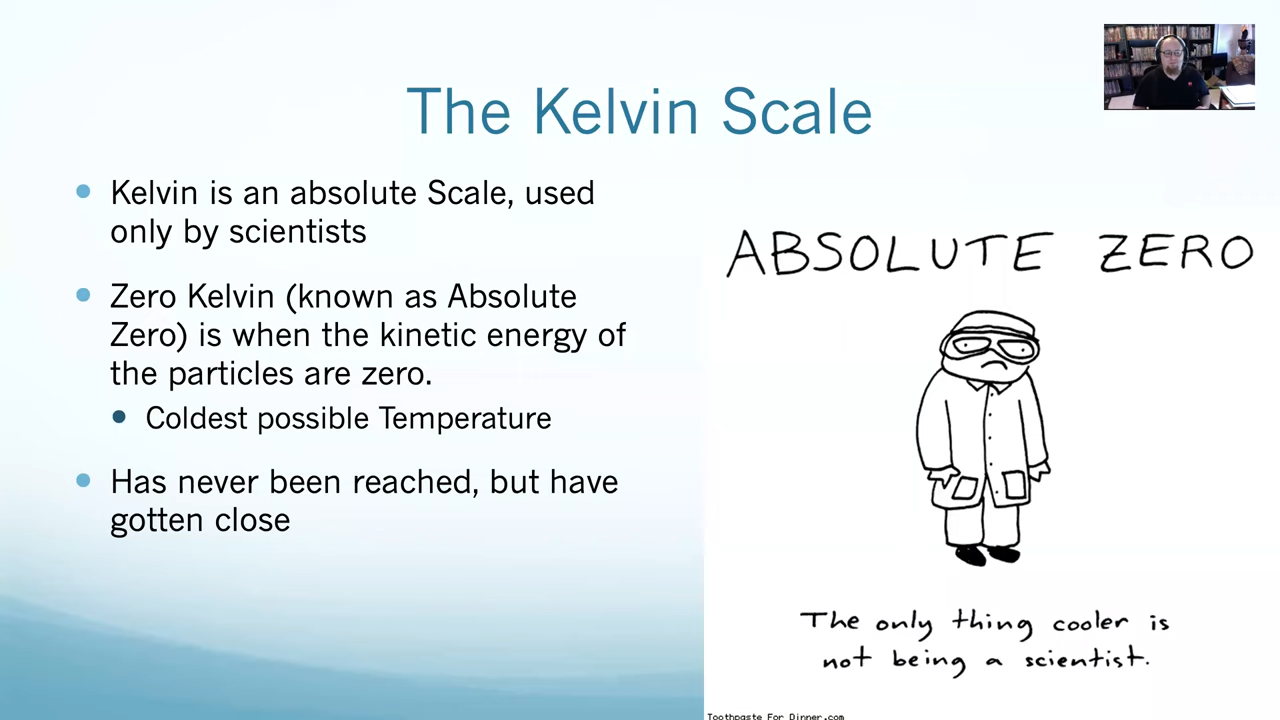 The Kelvin Scale
Kelvin is an absolute Scale, used
only by scientists
Zero Kelvin (known as Absolute
Zero) is when the kinetic energy of
the particles are zero.
Coldest possible Temperature
Has never been reached, but have
gotten close
ABSOLUTE ZERO
The only thing cooler is
not being a scientist.
Toothpaste For Dinner.com